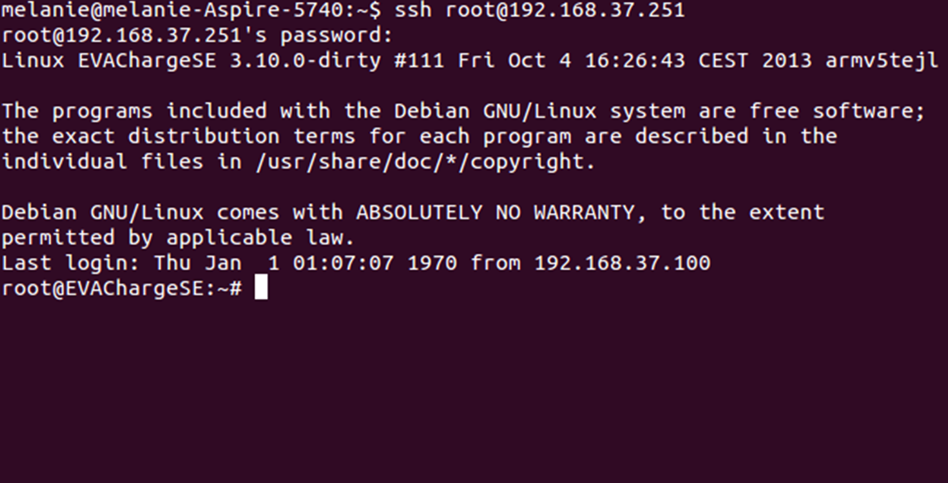 melanie@melanie-Aspire-5740:~$ ssh root@192.168.37.251
root@192.168.37.251's password:
Linux EVAChargeSE 3.10.0-dirty #111 Fri Oct 4 16:26:43 CEST 2013 armv5tejl

The programs included with the Debian GNU/Linux system are free software;
the exact distribution terms for each program are described in the
individual files in /usr/share/doc/*/copyright.

Debian GNU/Linux comes with ABSOLUTELY NO WARRANTY, to the extent
permitted by applicable law.
Last login: Thu Jan  1 01:07:07 1970 from 192.168.37.100
root@EVAChargeSE:~#